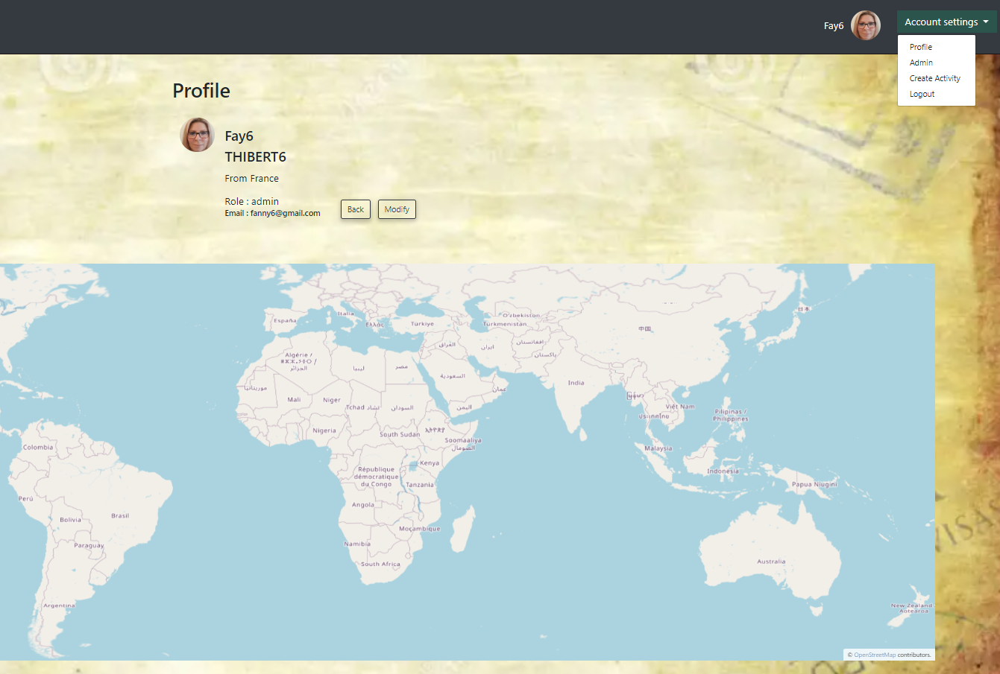 Fay6
Account settings
Profile
Admin
Create Activity
Logout
Profile
Fay6
THIBERT6
From France
Role : admin
Email : fanny6@gmail.com
Back
Modify
España
Italia
Ελλάς
Türkiye
O'zbekiston
Türkmenistan
中国
日本
العراق
ایران
افغانستان
پاکستان
Algérie /
ⵍⵣⵣⴰⵢⴻⵔ /
الجزائر
ليبيا
مصر
السعودية
عمان
India
موريتانيا
Mali
Niger
Tchad تشاد
السودان
اليمن
Việt Nam
ประเทศไทย
Pilipinas /
Philippines
Nigeria
South Sudan
ኢትዮጵያ
Soomaaliya
الصومال
Colombia
Malaysia
Kenya
République
démocratique
du Congo
Indonesia
Tanzania
Papua Niugini
Perú
Angola
Brasil
Bolivia
Moçambique
Namibia
Paraguay
South Africa
Australia
Argentina
New Zealand
Aotearoa
VISA
© OpenStreetMap contributors.